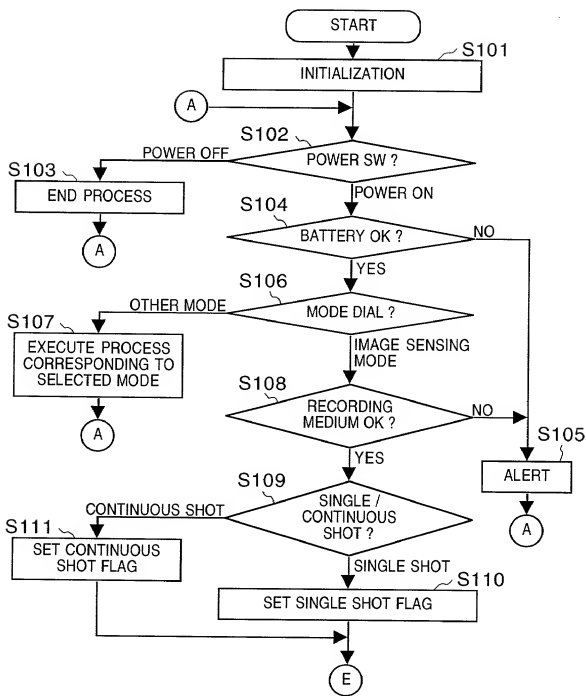 START
S101
INITIALIZATION
A
S102
POWER SW ?
POWER OFF
S103
END PROCESS
A
POWER ON
S104
BATTERY OK ?
NO
YES
S106
MODE DIAL ?
OTHER MODE
S107
EXECUTE PROCESS
CORRESPONDING TO
SELECTED MODE
A
IMAGE SENSING
MODE
S108
RECORDING
MEDIUM OK ?
NO
S105
ALERT
A
YES
S109
SINGLE /
CONTINUOUS
SHOT ?
CONTINUOUS SHOT
S111
SET CONTINUOUS
SHOT FLAG
SINGLE SHOT
S110
SET SINGLE SHOT FLAG
E